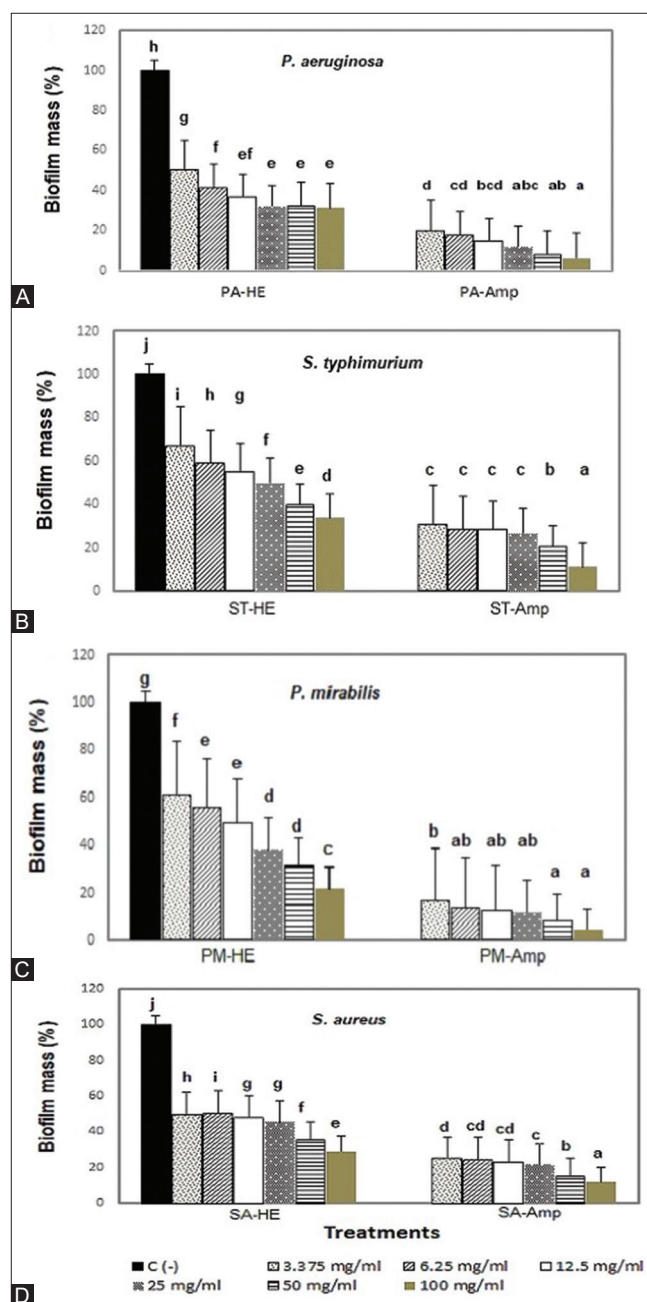 120
h
P. aeruginosa
100
80
g
60
f
ef
e e e
40
d cd bcd abc ab a
20
0
Biofilm mass (%)
A
PA-HE PA-Amp
120
j
S. typhimurium
100
i
80
h
g
f
60
e
d
c c c c b a
40
20
0
Biofilm mass (%)
B
ST-HE ST-Amp
120
g
P. mirabilis
100
f
80
e
e
d
60
d
c
40
b ab ab ab a a
20
0
Biofilm mass (%)
C
PM-HE PM-Amp
120
j
S. aureus
100
80
h i g g
60
f
e
40
d cd cd c b a
20
0
Biofilm mass (%)
SA-HE SA-Amp
Treatments
C (-) 3.375 mg/ml 6.25 mg/ml 12.5 mg/ml
25 mg/ml 50 mg/ml 100 mg/ml
D